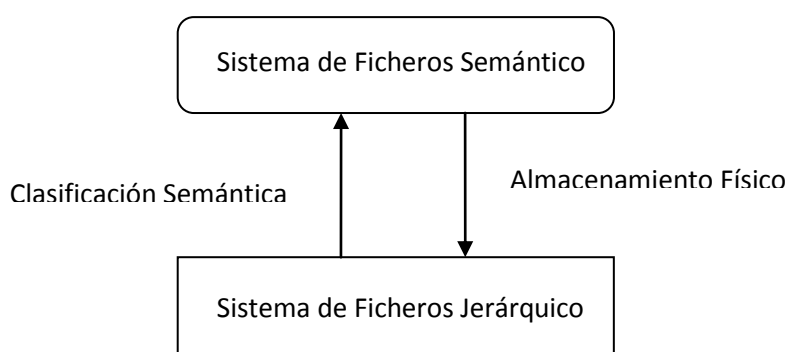 Sistema de Ficheros Semántico
Clasificación Semántica
Almacenamiento Físico
Sistema de Ficheros Jerárquico